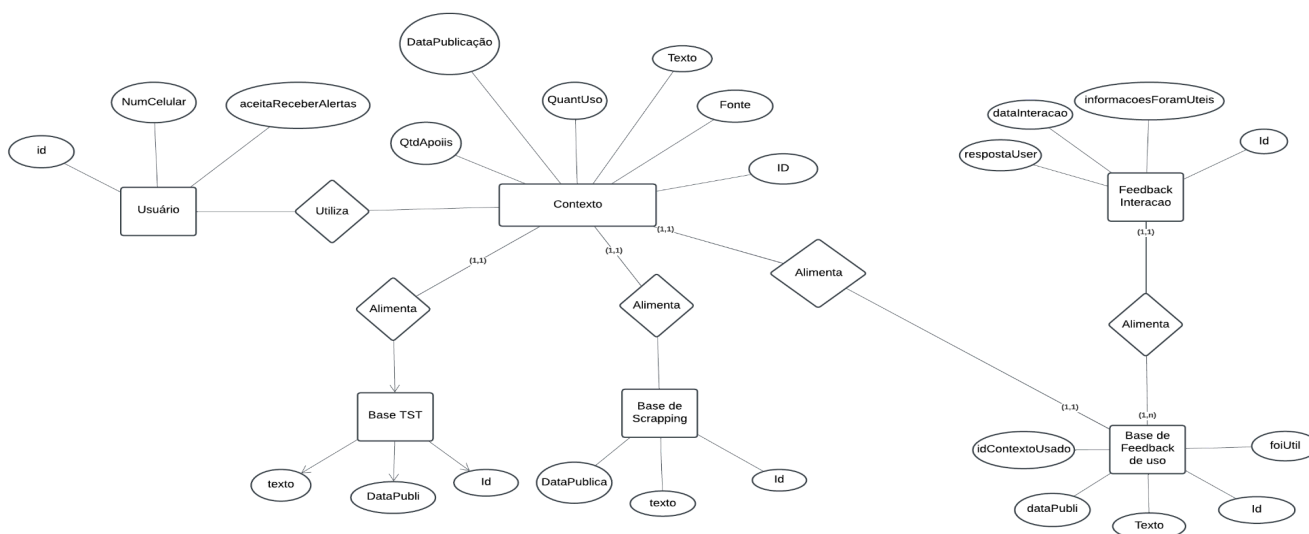 DataPublicação
Texto
NumCelular
aceitaReceberAlertas
QuantUso
Fonte
informacoesForamUteis
dataInteracao
id
QtdApoiis
ID
respostaUser
Id
Usuário
Utiliza
Contexto
Feedback
Interacao
(1,1)
(1,1)
(1,1)
(1,1)
Alimenta
Alimenta
Alimenta
Alimenta
Base TST
Base de
Scrapping
(1,1)
(1,n)
Base de
Feedback
de uso
idContextoUsado
foiUtil
texto
DataPubli
Id
DataPublica
texto
Id
dataPubli
Texto
Id